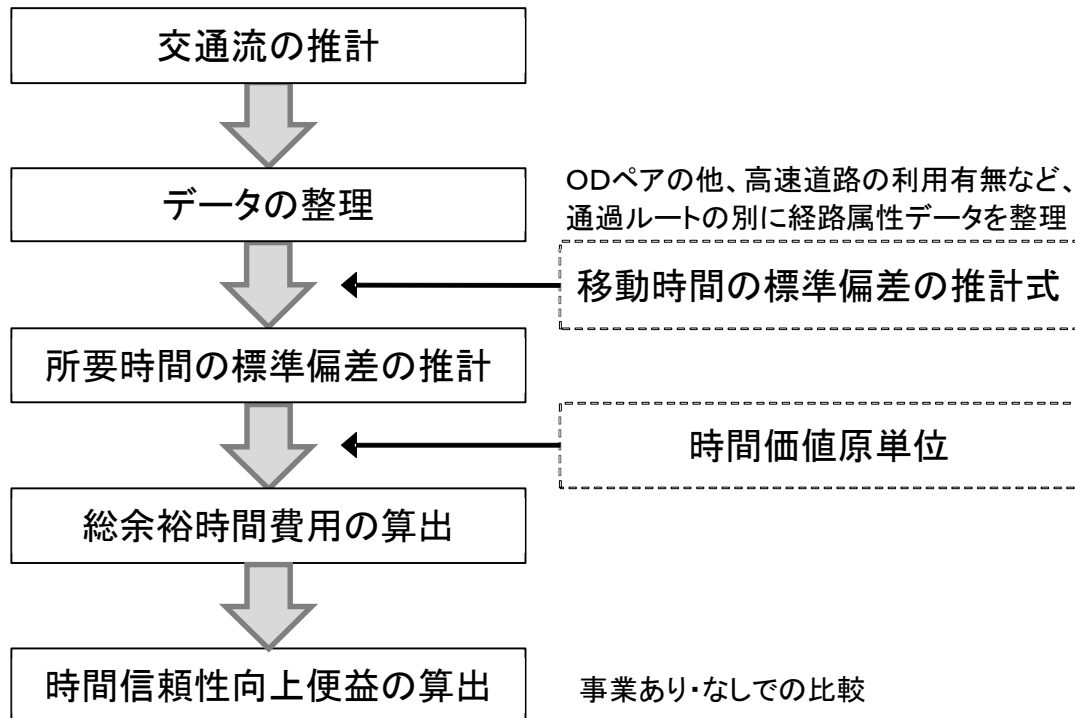 交通流の推計
データの整理
ODペアの他、高速道路の利用有無など、
通過ルートの別に経路属性データを整理
移動時間の標準偏差の推計式
所要時間の標準偏差の推計
時間価値原単位
総余裕時間費用の算出
時間信頼性向上便益の算出
事業あり・なしでの比較